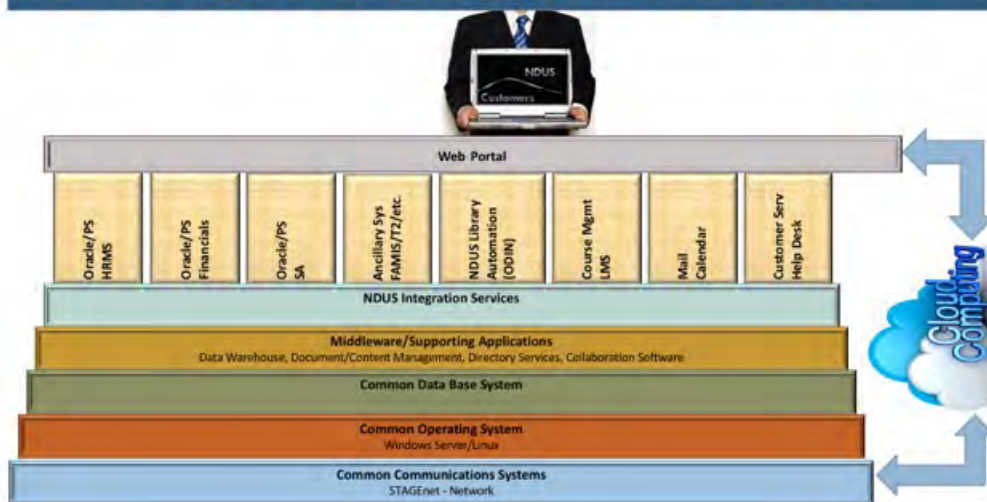 NDUS
Customers
Web Portal
Oracle/PS
HRMS
Oracle/PS
Financials
Oracle/PS
SA
Ancillary Sys
FAMIS/T2/etc.
NDUS Library
Automation
(ODIN)
Course Mgmt
LMS
Mail
Calendar
Customer Serv
Help Desk
Cloud
Computing
NDUS Integration Services
Middleware/Supporting Applications
Data Warehouse, Document/Content Management, Directory Services, Collaboration Software
Common Data Base System
Common Operating System
Windows Server/Linux
Common Communications Systems
STAGEnet - Network